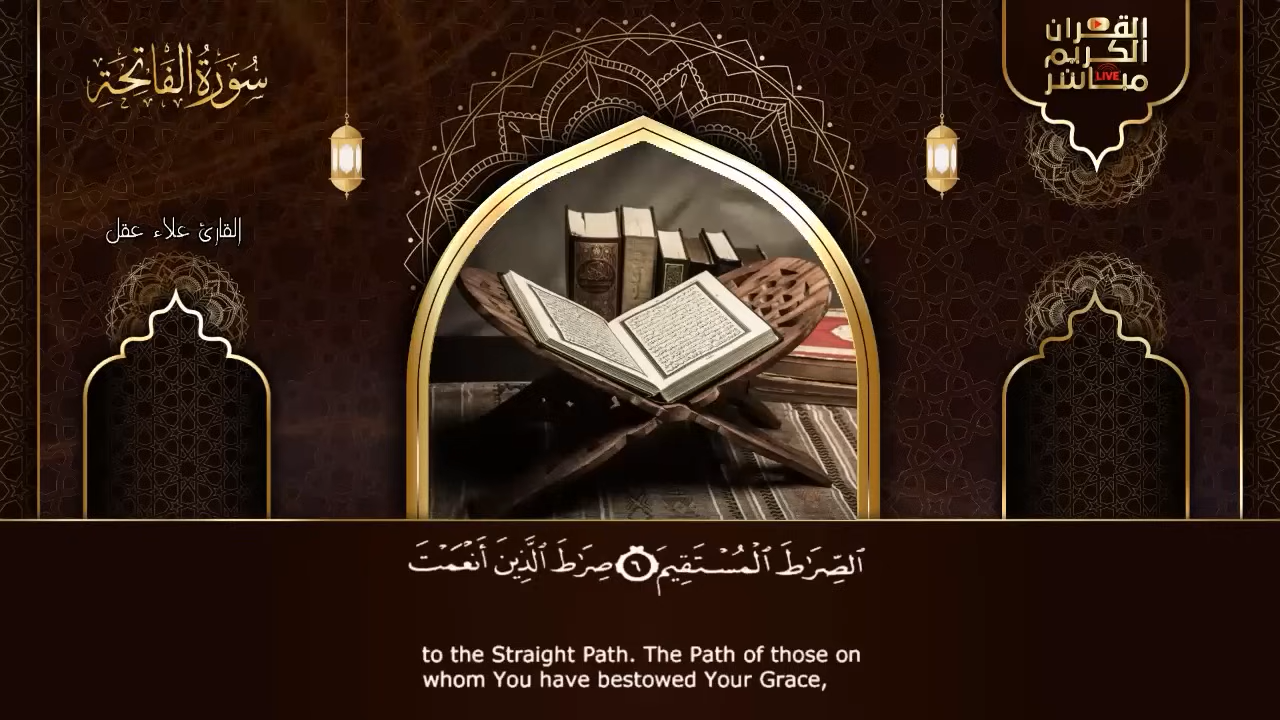 سُورَةُ الفَاتِحَةِ
القرآن
الكريم
مباشر
LIVE
القارئ علاء عقل
ٱلصِّرَٰطَ ٱلْمُسْتَقِيمَ ٦ صِرَٰطَ ٱلَّذِينَ أَنْعَمْتَ
to the Straight Path. The Path of those on
whom You have bestowed Your Grace,